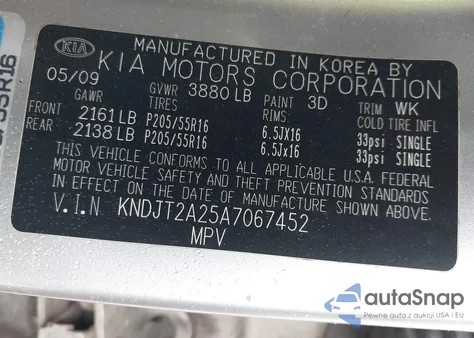 MANUFACTURED IN KOREA BY
KIA
KIA MOTORS CORPORATION
05/09
GVWR 3880 LB
PAINT 3D
TRIM WK
GAWR
TIRES
RIMS:
COLD TIRE INFL
FRONT 2161 LB P205/55R16 6.5JX16 33psi SINGLE
REAR 2138 LB P205/55R16 6.5Jx16 33psi SINGLE
THIS VEHICLE CONFORMS TO ALL APPLICABLE U.S.A. FEDERAL
MOTOR VEHICLE SAFETY AND THEFT PREVENTION STANDARDS
IN EFFECT ON THE DATE OF MANUFACTURE SHOWN ABOVE.
V.I.N KNDJT2A25A7067452
MPV
/55R16
autoSnap
Pewne auta z aukcji USA i EU